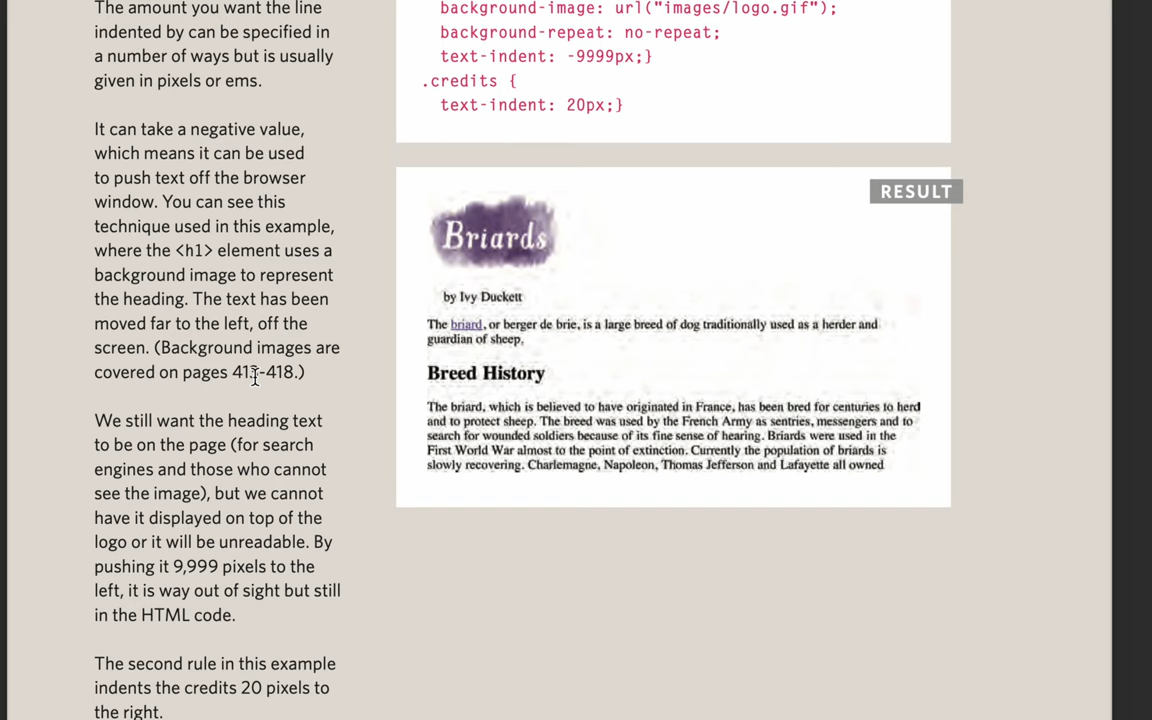 The amount you want the line
indented by can be specified in
a number of ways but is usually
given in pixels or ems.
It can take a negative value,
which means it can be used
to push text off the browser
window. You can see this
technique used in this example,
where the <h1> element uses a
background image to represent
the heading. The text has been
moved far to the left, off the
screen. (Background images are
covered on pages -418.)
We still want the heading text
to be on the page (for search
engines and those who cannot
see the image), but we cannot
have it displayed on top of the
logo or it will be unreadable. By
pushing it 9,999 pixels to the
left, it is way out of sight but still
in the HTML code.
The second rule in this example
indents the credits 20 pixels to
the right.
background-image: url("images/logo.gif");
background-repeat: no-repeat;
text-indent: -9999px;}
.credits {
text-indent: 20px;}
RESULT
Briards
by Ivy Duckett
The briard, or berger de brie, is a large breed of dog traditionally used as a herder and
guardian of sheep.
Breed History
The briard, which is believed to have originated in France, has been bred for centuries to herd
and to protect sheep. The breed was used by the French Army as sentries, messengers and to
search for wounded soldiers because of its fine sense of hearing. Briards were used in the
First World War almost to the point of extinction. Currently the population of briards is
slowly recovering. Charlemagne, Napoleon, Thomas Jefferson and Lafayette all owned